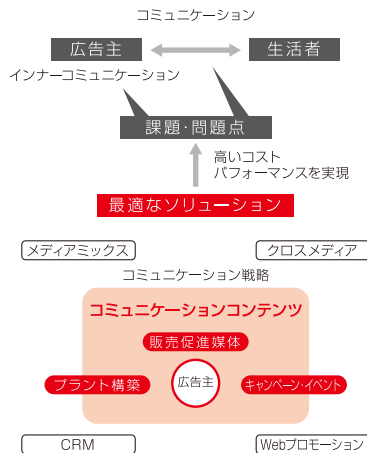 コミュニケーション
広告主
生活者
インナーコミュニケーション
課題・問題点
高いコスト
パフォーマンスを実現
最適なソリューション
メディアミックス
クロスメディア
コミュニケーション戦略
コミュニケーションコンテンツ
販売促進媒体
プラント構築
広告主
キャンペーン・イベント
CRM
Webプロモーション